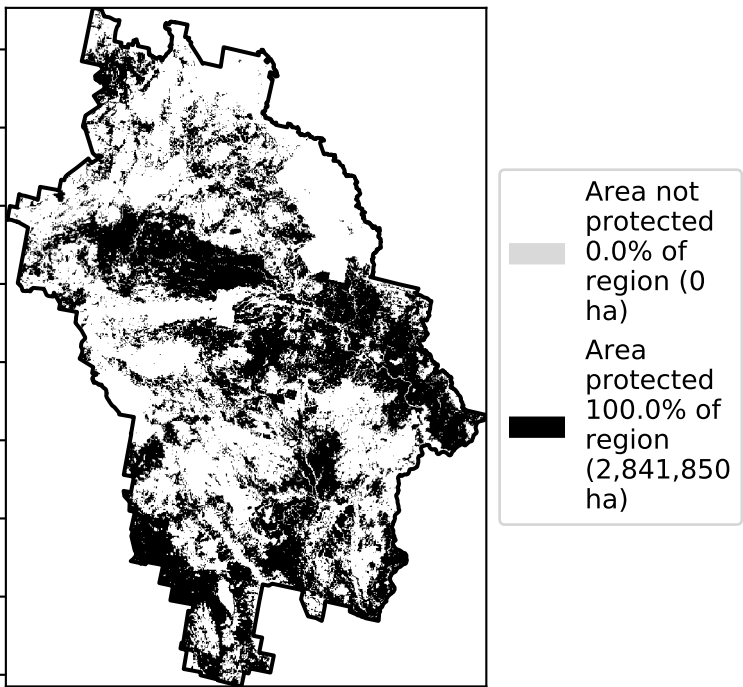 Area not
protected
0.0% of
region (0
ha)
Area
protected
100.0% of
region
(2,841,850
ha)